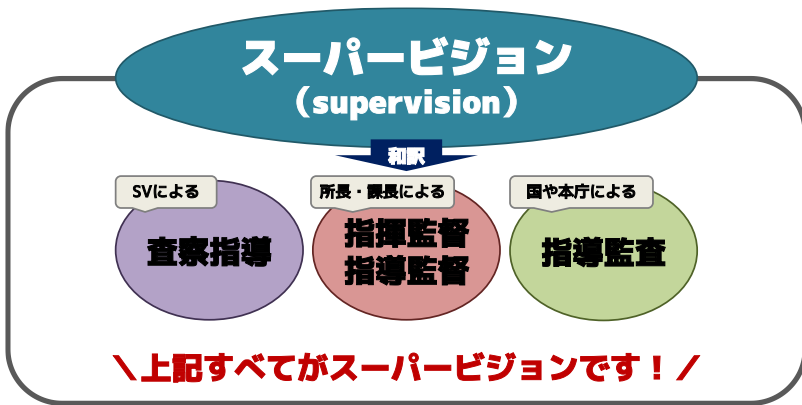 スーパービジョン
（supervision）
和訳
SVによる
査察指導
所長・課長による
指揮監督
指導監督
国や本庁による
指導監査
＼上記すべてがスーパービジョンです！／